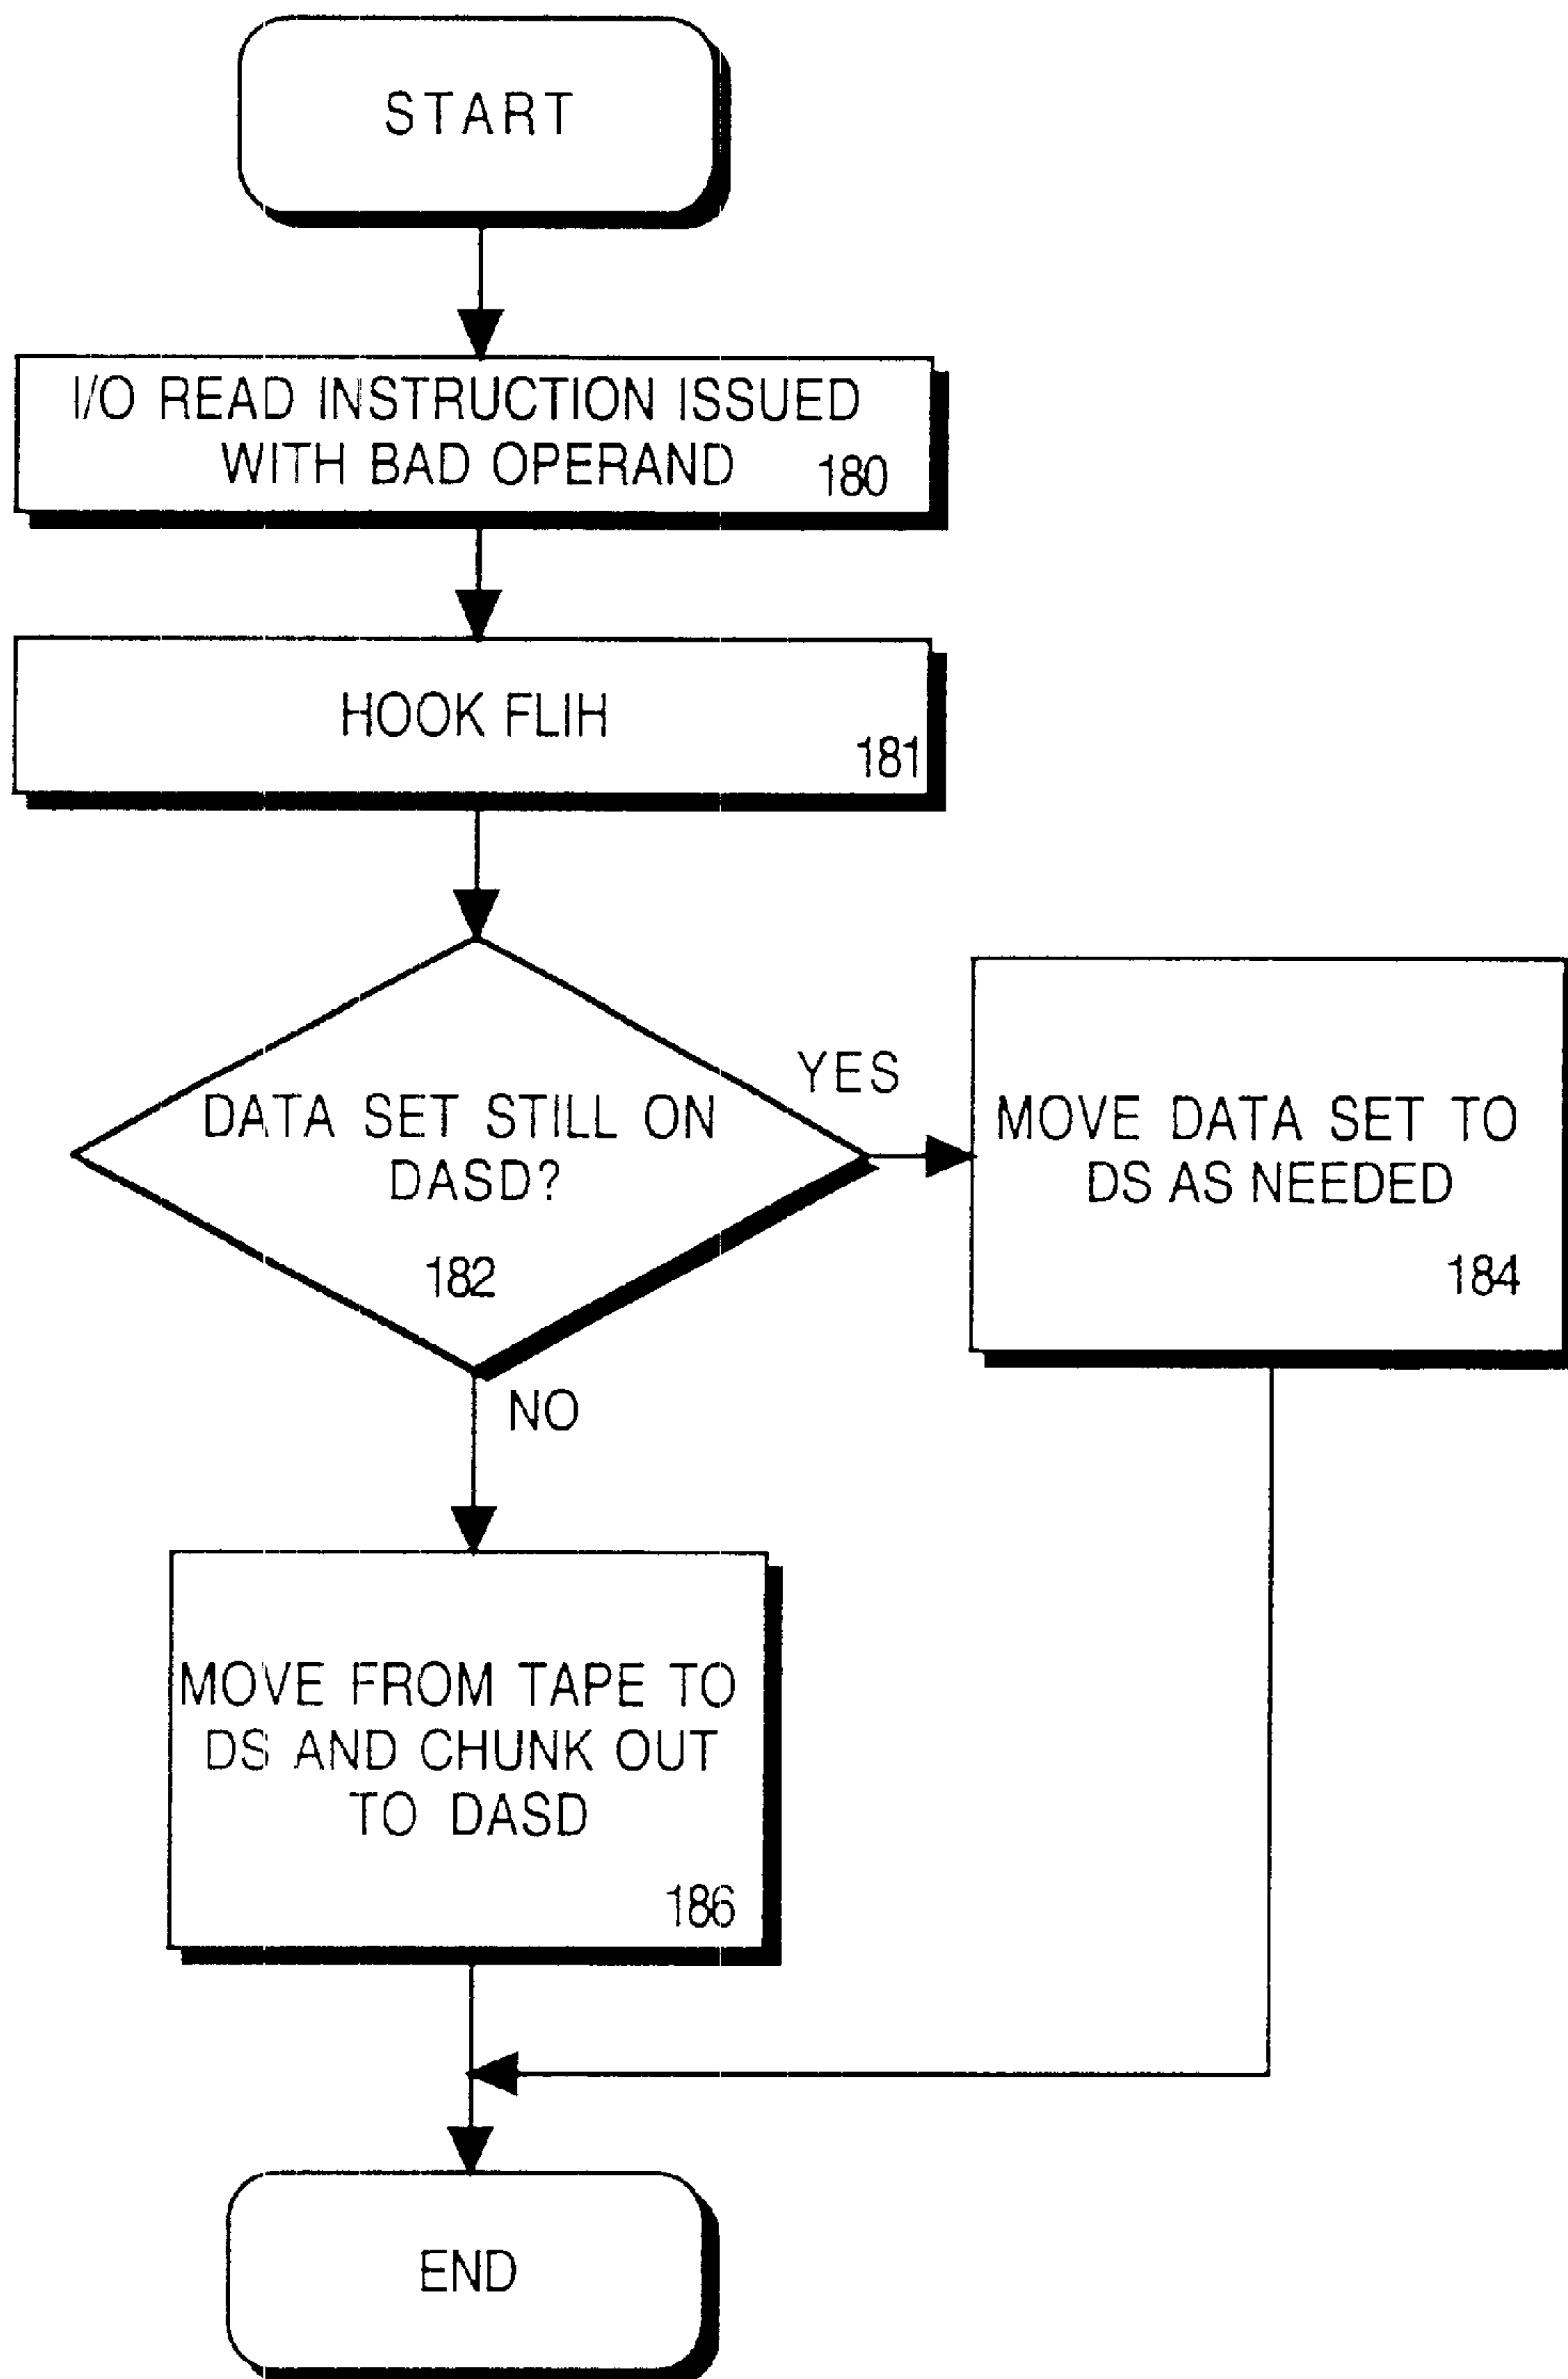 START
I/O READ INSTRUCTION ISSUED
WITH BAD OPERAND 180
HOOK FLIH
181
DATA SET STILL ON
DASD?
182
YES
MOVE DATA SET TO
DS AS NEEDED
184
NO
MOVE FROM TAPE TO
DS AND CHUNK OUT
TO DASD
186
END